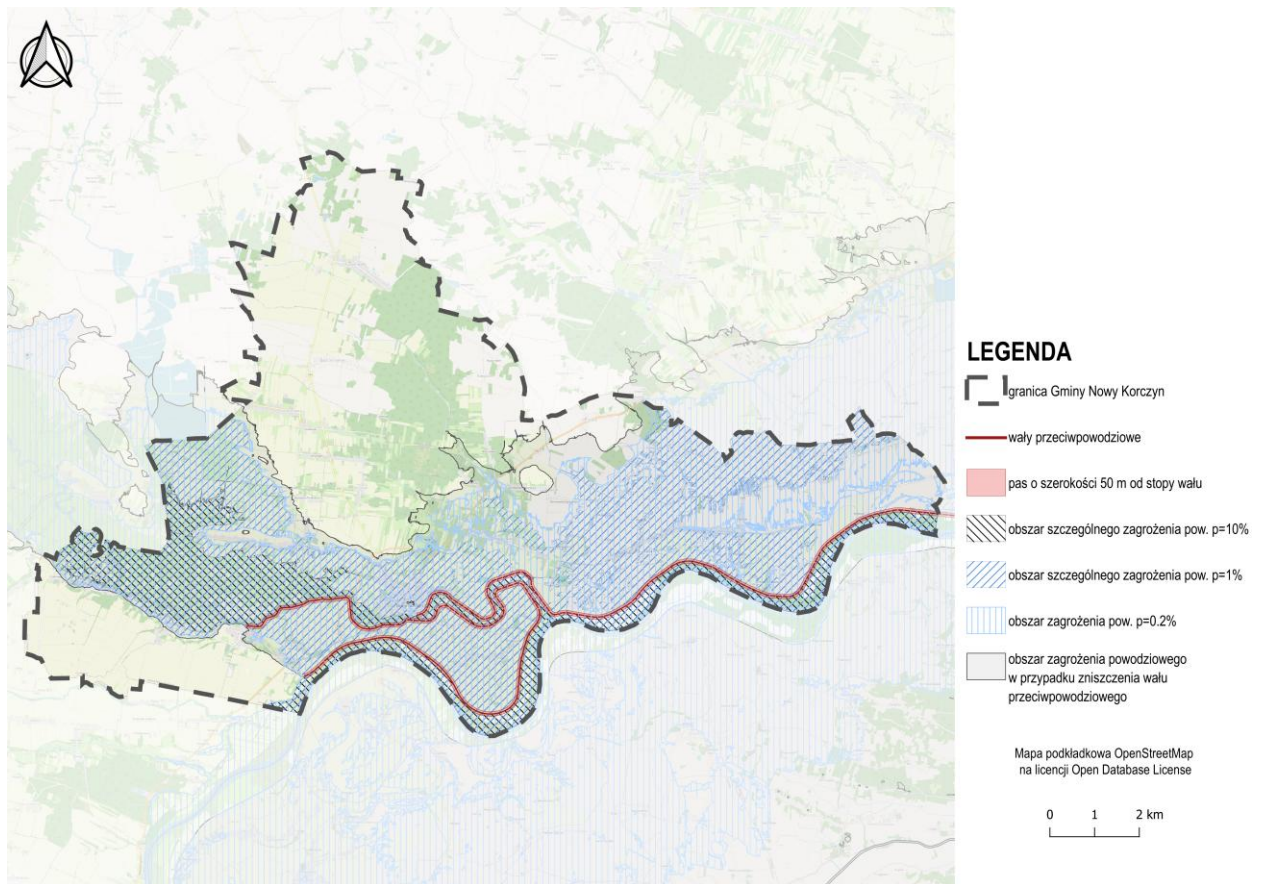 LEGENDA
granica Gminy Nowy Korczyn
wały przeciwpowodziowe
pas o szerokości 50 m od stopy wału
obszar szczególnego zagrożenia pow. p=10%
obszar szczególnego zagrożenia pow. p=1%
obszar zagrożenia pow. p=0.2%
obszar zagrożenia powodziowego
w przypadku zniszczenia wału
przeciwpowodziowego
Mapa podkładkowa OpenStreetMap
na licencji Open Database License
0 1 2 km